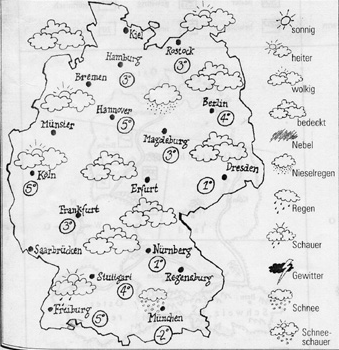 Kiel
Rostock
3°
Hamburg
3°
Bremen
Hannover
5°
Berlin
4°
Münster
Magdeburg
3°
Köln
5°
Erfurt
Dresden
1°
Frankfurt
3°
Saarbrücken
Nürnberg
1°
Stuttgart
4°
Regensburg
Freiburg
5°
München
-2°
sonnig
heiter
wolkig
bedeckt
Nebel
Nieselregen
Regen
Schauer
Gewitter
Schnee
Schnee-
schauer